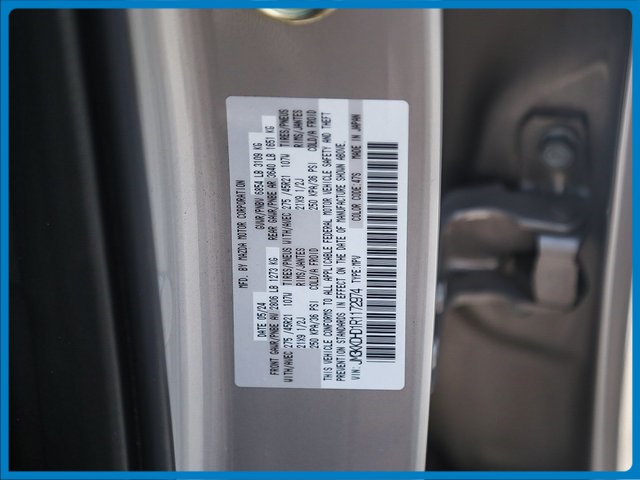 MFD. BY MAZDA MOTOR CORPORATION
DATE 05/24 GVWR/PNBV 6854 LB 3109 KG
FRONT GAWR/PNBE AV 2806 LB 1273 KG REAR GAWR/PNBE AR 3640 LB 1651 KG
WITH/AVEC 275 /45R21 107V TIRES/PNEUS WITH/AVEC 275 /45R21 107V TIRES/PNEUS
21X9 1/2J RIMS/JANTES 21X9 1/2J RIMS/JANTES
250 KPA/36 PSI COLD/A FROID 250 KPA/36 PSI COLD/A FROID
THIS VEHICLE CONFORMS TO ALL APPLICABLE FEDERAL MOTOR VEHICLE SAFETY AND THEFT
PREVENTION STANDARDS IN EFFECT ON THE DATE OF MANUFACTURE SHOWN ABOVE.
VIN: JM3KKCHD1R1172974 TYPE:MPV COLOR CODE 47S MADE IN JAPAN